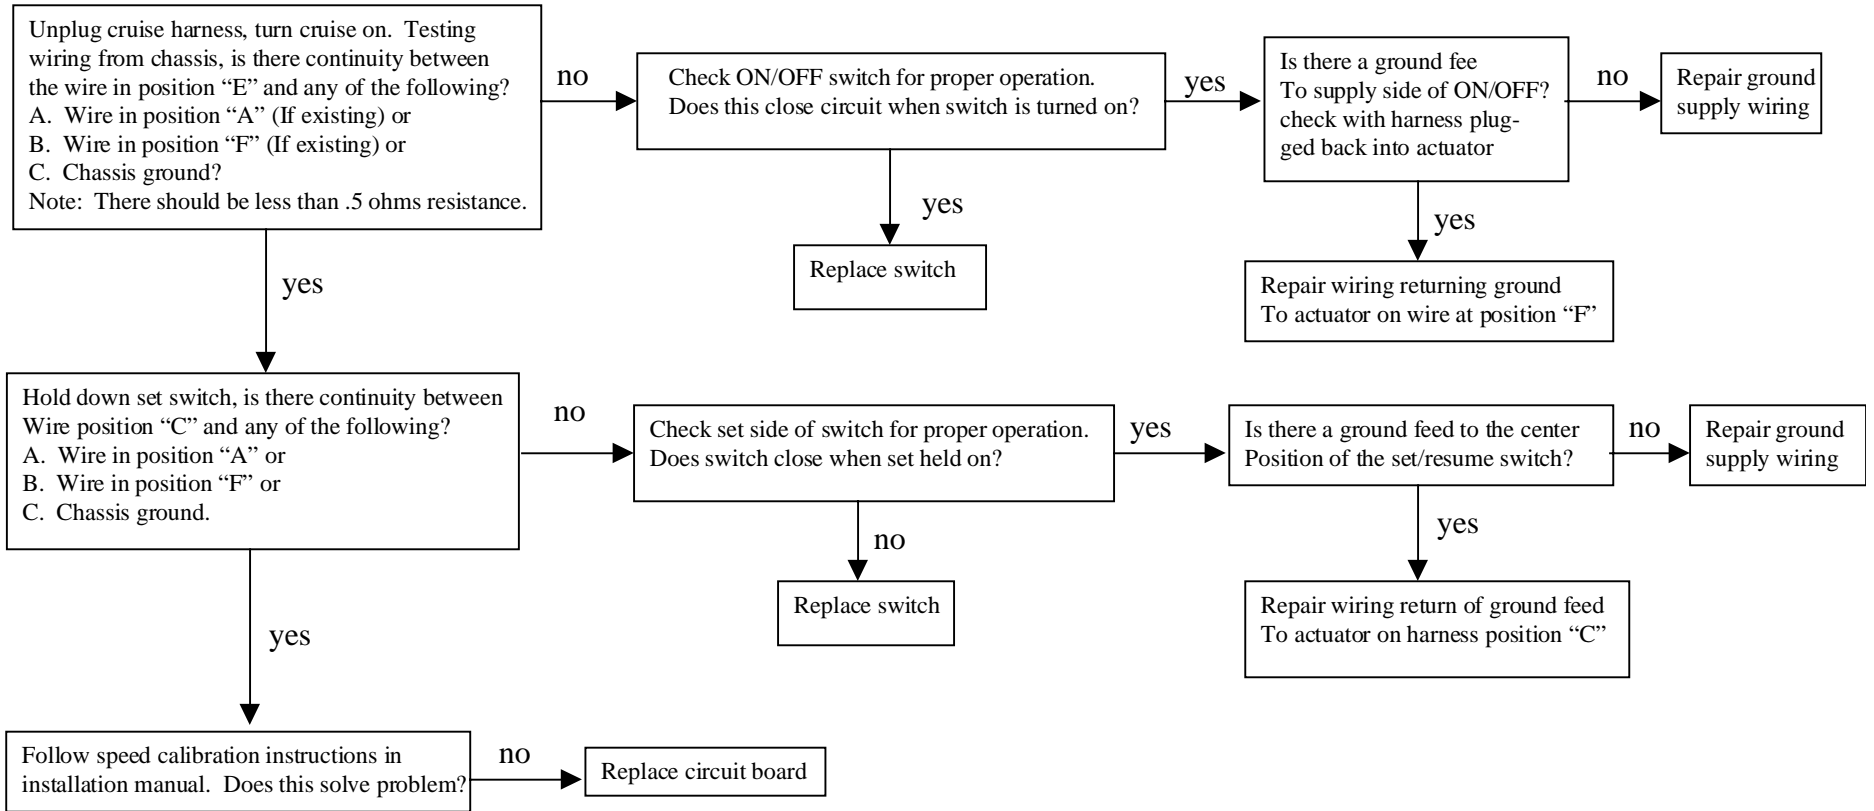 Unplug cruise harness, turn cruise on.  Testing
wiring from chassis, is there continuity between
the wire in position “E” and any of the following?
A.  Wire in position “A” (If existing) or
B.  Wire in position “F” (If existing) or
C.  Chassis ground?
Note:  There should be less than .5 ohms resistance.
no
Check ON/OFF switch for proper operation.
Does this close circuit when switch is turned on?
yes
Is there a ground fee
To supply side of ON/OFF?
check with harness plug-
ged back into actuator
no
Repair ground
supply wiring
yes
Replace switch
yes
Repair wiring returning ground
To actuator on wire at position “F”
yes
Hold down set switch, is there continuity between
Wire position “C” and any of the following?
A.  Wire in position “A” or
B.  Wire in position “F” or
C.  Chassis ground.
no
Check set side of switch for proper operation.
Does switch close when set held on?
yes
Is there a ground feed to the center
Position of the set/resume switch?
no
Repair ground
supply wiring
no
Replace switch
yes
Repair wiring return of ground feed
To actuator on harness position “C”
yes
Follow speed calibration instructions in
installation manual.  Does this solve problem?
no
Replace circuit board